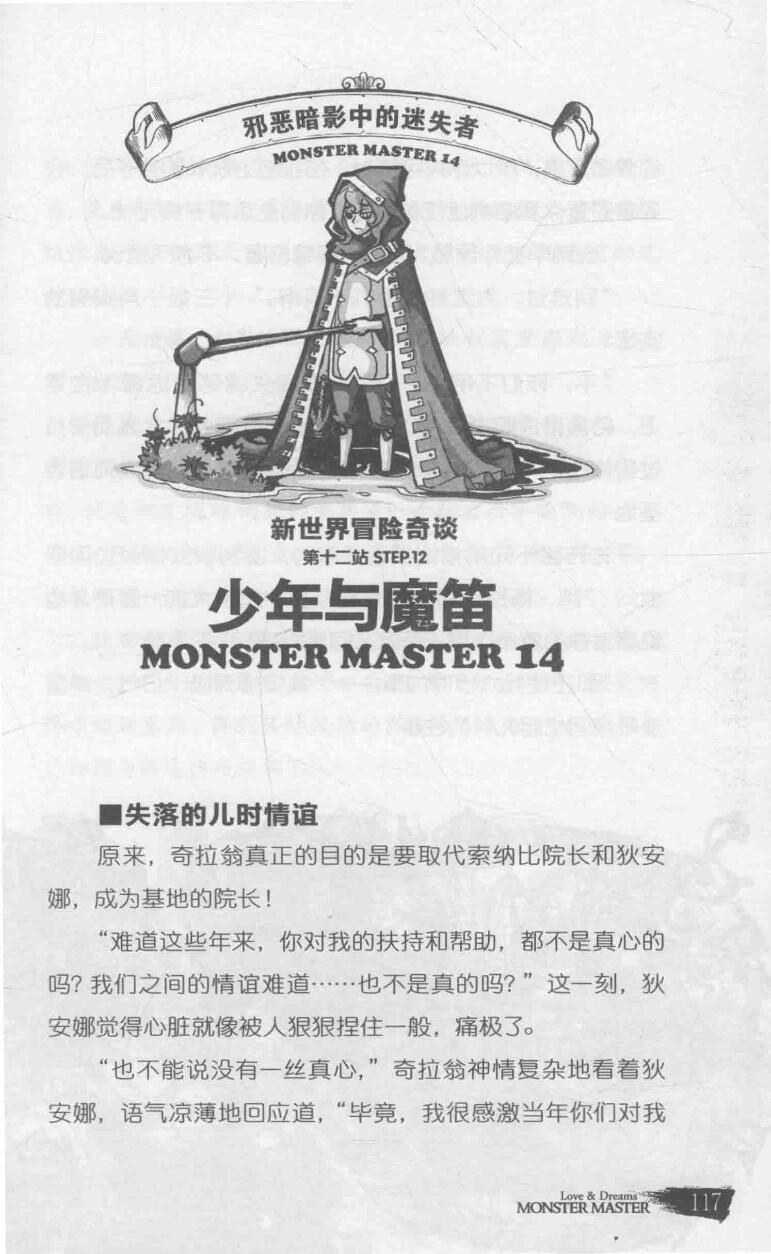 邪恶暗影中的迷失者
MONSTER MASTER 14
新世界冒险奇谈
第十二站 STEP.12
少年与魔笛
MONSTER MASTER 14
■失落的儿时情谊
原来，奇拉翁真正的目的是要取代索纳比院长和狄安
娜，成为基地的院长！
“难道这些年来，你对我的扶持和帮助，都不是真心的
吗？我们之间的情谊难道……也不是真的吗？”这一刻，狄
安娜觉得心脏就像被人狠狠捏住一般，痛极了。
“也不能说没有一丝真心，”奇拉翁神情复杂地看着狄
安娜，语气凉薄地回应道，“毕竟，我很感激当年你们对我
Love & Dreams
MONSTER MASTER
117